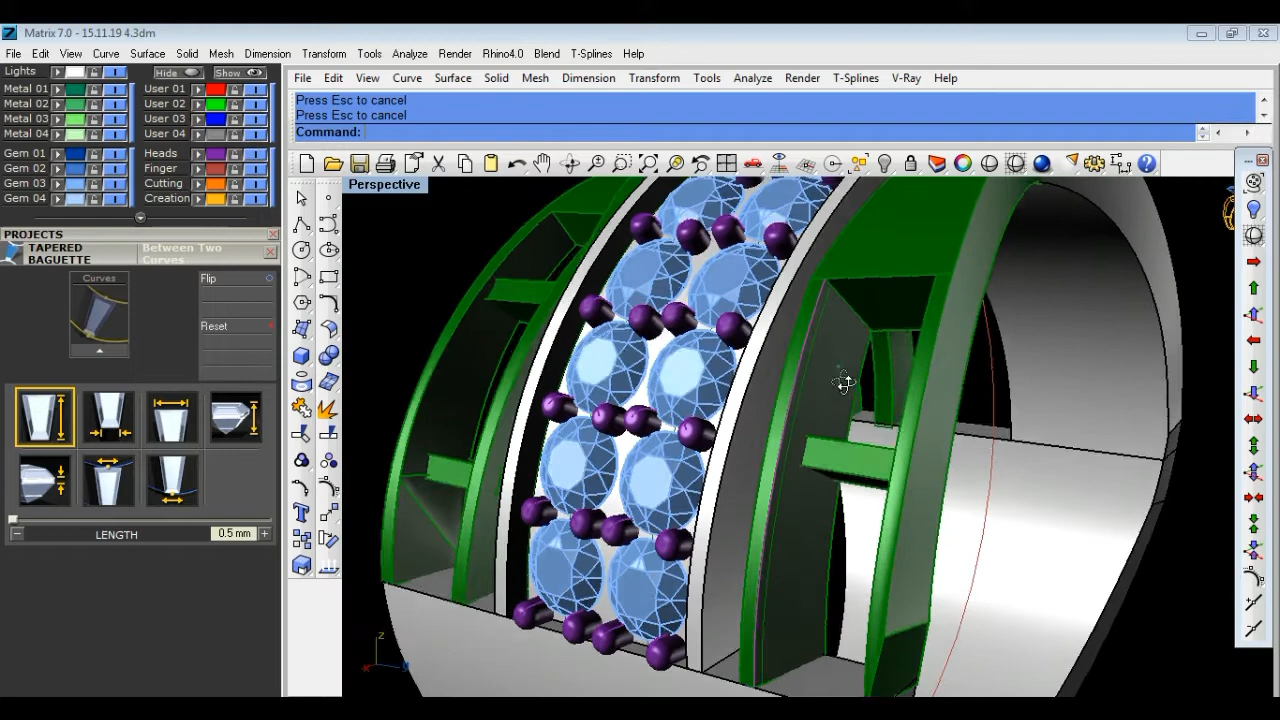 Matrix 7.0 - 15.11.19 4.3dm
File Edit View Curve Surface Solid Mesh Dimension Transform Tools Analyze Render Rhino4.0 Blend T-Splines Help
Lights Hide Show
Metal 01 User 01
Metal 02 User 02
Metal 03 User 03
Metal 04 User 04
Gem 01 Heads
Gem 02 Finger
Gem 03 Cutting
Gem 04 Creation
PROJECTS
TAPERED BAGUETTE
Between Two Curves
Curves
Flip
Reset
LENGTH 0.5 mm
File Edit View Curve Surface Solid Mesh Dimension Transform Tools Analyze Render T-Splines V-Ray Help
Press Esc to cancel
Press Esc to cancel
Command:
Perspective
z